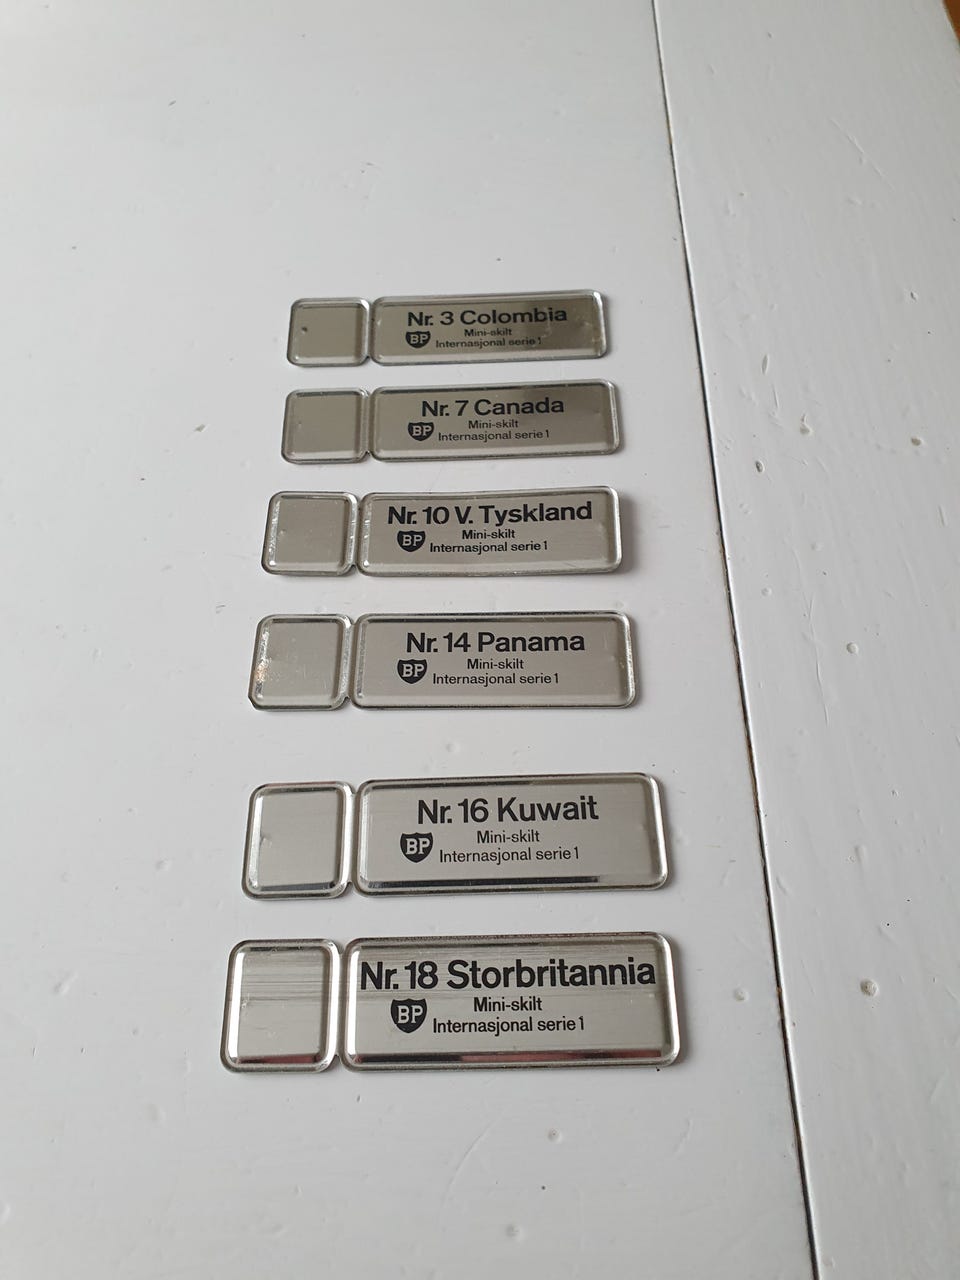 Nr. 3 Colombia
Mini-skilt
BP
Internasjonal serie 1
Nr. 7 Canada
Mini-skilt
BP
Internasjonal serie 1
Nr. 10 V. Tyskland
Mini-skilt
BP
Internasjonal serie 1
Nr. 14 Panama
Mini-skilt
BP
Internasjonal serie 1
Nr. 16 Kuwait
Mini-skilt
BP
Internasjonal serie 1
Nr. 18 Storbritannia
Mini-skilt
BP
Internasjonal serie 1